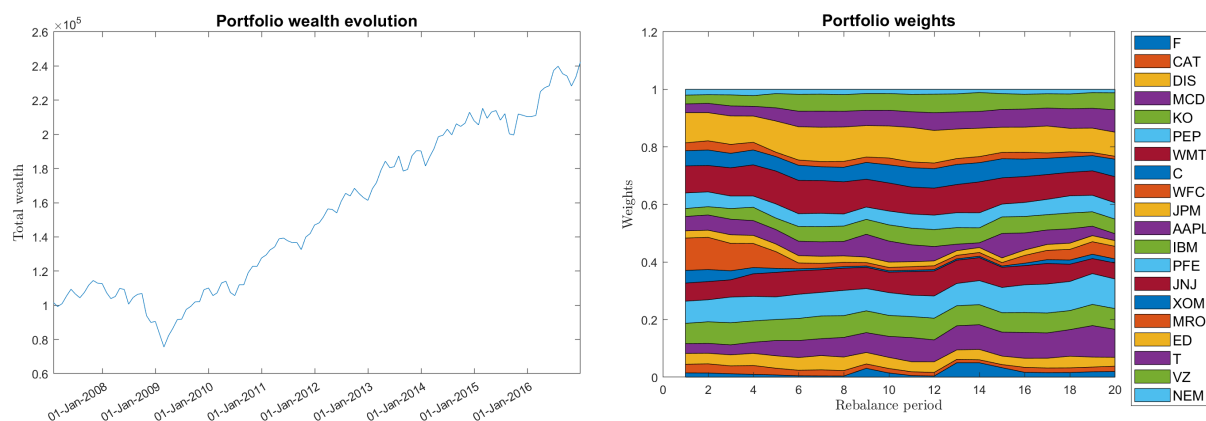 Portfolio wealth evolution
×10^5
2.6
2.4
2.2
2
1.8
1.6
1.4
1.2
1
0.8
0.6
Total wealth
01-Jan-2008
01-Jan-2009
01-Jan-2010
01-Jan-2011
01-Jan-2012
01-Jan-2013
01-Jan-2014
01-Jan-2015
01-Jan-2016
Portfolio weights
1.2
1
0.8
0.6
0.4
0.2
0
Weights
0 2 4 6 8 10 12 14 16 18 20
Rebalance period
F
CAT
DIS
MCD
KO
PEP
WMT
C
WFC
JPM
AAPL
IBM
PFE
JNJ
XOM
MRO
ED
T
VZ
NEM